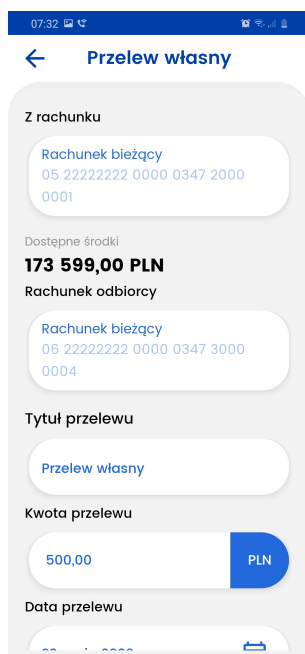 07:32
Przelew własny
Z rachunku
Rachunek bieżący
05 22222222 0000 0347 2000
0001
Dostępne środki
173 599,00 PLN
Rachunek odbiorcy
Rachunek bieżący
06 22222222 0000 0347 3000
0004
Tytuł przelewu
Przelew własny
Kwota przelewu
500,00 PLN
Data przelewu